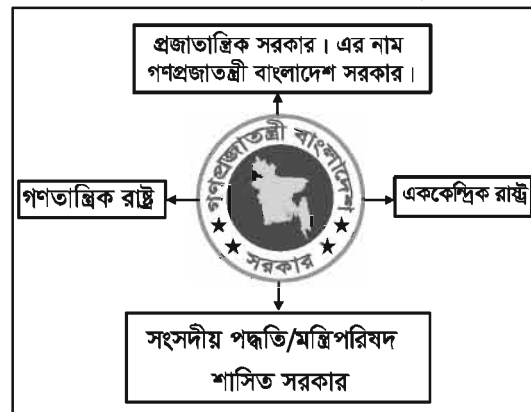 প্রজাতান্ত্রিক সরকার। এর নাম
গণপ্রজাতন্ত্রী বাংলাদেশ সরকার।
গণপ্রজাতন্ত্রী বাংলাদেশ
গণতান্ত্রিক রাষ্ট্র
এককেন্দ্রিক রাষ্ট্র
সরকার
সংসদীয় পদ্ধতি/মন্ত্রিপরিষদ
শাসিত সরকার